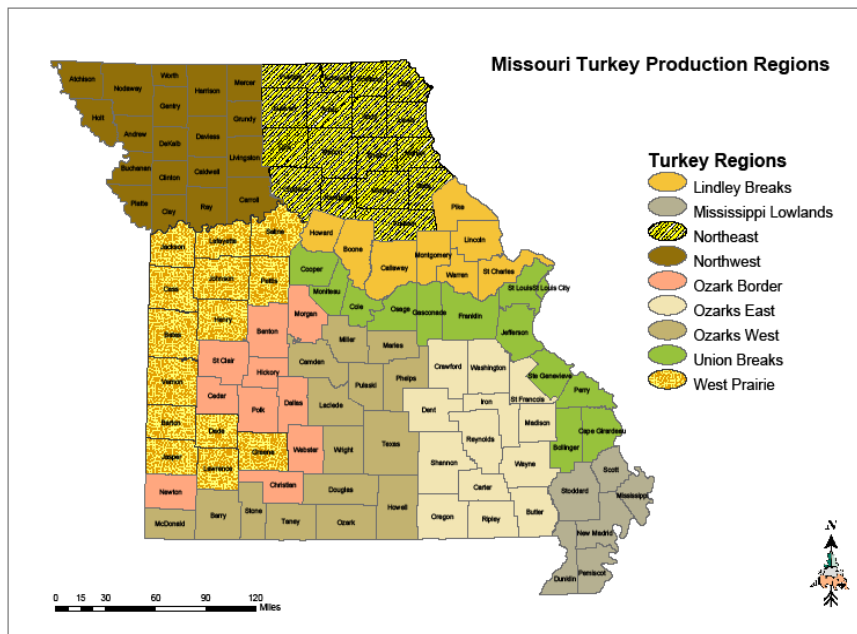 Missouri Turkey Production Regions
Turkey Regions
Lindley Breaks
Mississippi Lowlands
Northeast
Northwest
Ozark Border
Ozarks East
Ozarks West
Union Breaks
West Prairie
Atchison
Nodaway
Worth
Harrison
Mercer
Gentry
Holt
Andrew
DeKalb
Daviess
Grundy
Livingston
Buchanan
Clinton
Caldwell
Platte
Clay
Ray
Carroll
Pike
Lincoln
Howard
Boone
Callaway
Montgomery
Warren
St Charles
Jackson
Lafayette
Saline
Cass
Johnson
Pettis
Cooper
Moniteau
Cole
Osage
Gasconade
Franklin
St Louis
St Louis City
Jefferson
Bates
Henry
Benton
Morgan
Miller
Maries
Camden
St Clair
Hickory
Vernon
Cedar
Polk
Dallas
Laclede
Pulaski
Phelps
Crawford
Washington
Ste Genevieve
St Francois
Perry
Dent
Iron
Madison
Bollinger
Cape Girardeau
Barton
Dade
Greene
Webster
Wright
Texas
Reynolds
Shannon
Wayne
Jasper
Lawrence
Christian
Douglas
Howell
Carter
Scott
Stoddard
Mississippi
Newton
McDonald
Barry
Stone
Taney
Ozark
Oregon
Ripley
Butler
New Madrid
Dunklin
Pemiscot
N
0 15 30 60 90 120
Miles